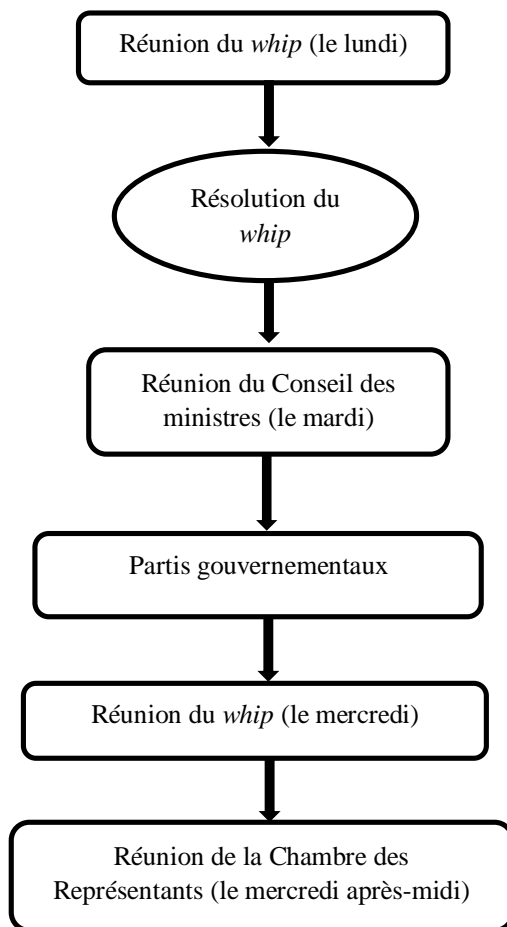 Réunion du whip (le lundi)
Résolution du
whip
Réunion du Conseil des
ministres (le mardi)
Partis gouvernementaux
Réunion du whip (le mercredi)
Réunion de la Chambre des
Représentants (le mercredi après-midi)